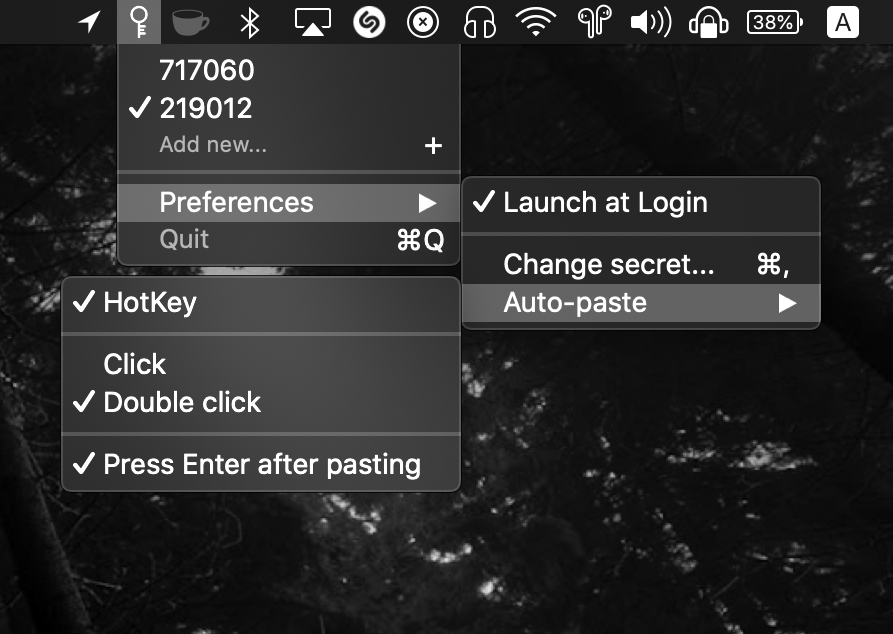 38%
A
717060
✓ 219012
Add new... +
Preferences ▶
Quit ⌘Q
✓ Launch at Login
Change secret... ⌘,
Auto-paste ▶
✓ HotKey
Click
✓ Double click
✓ Press Enter after pasting